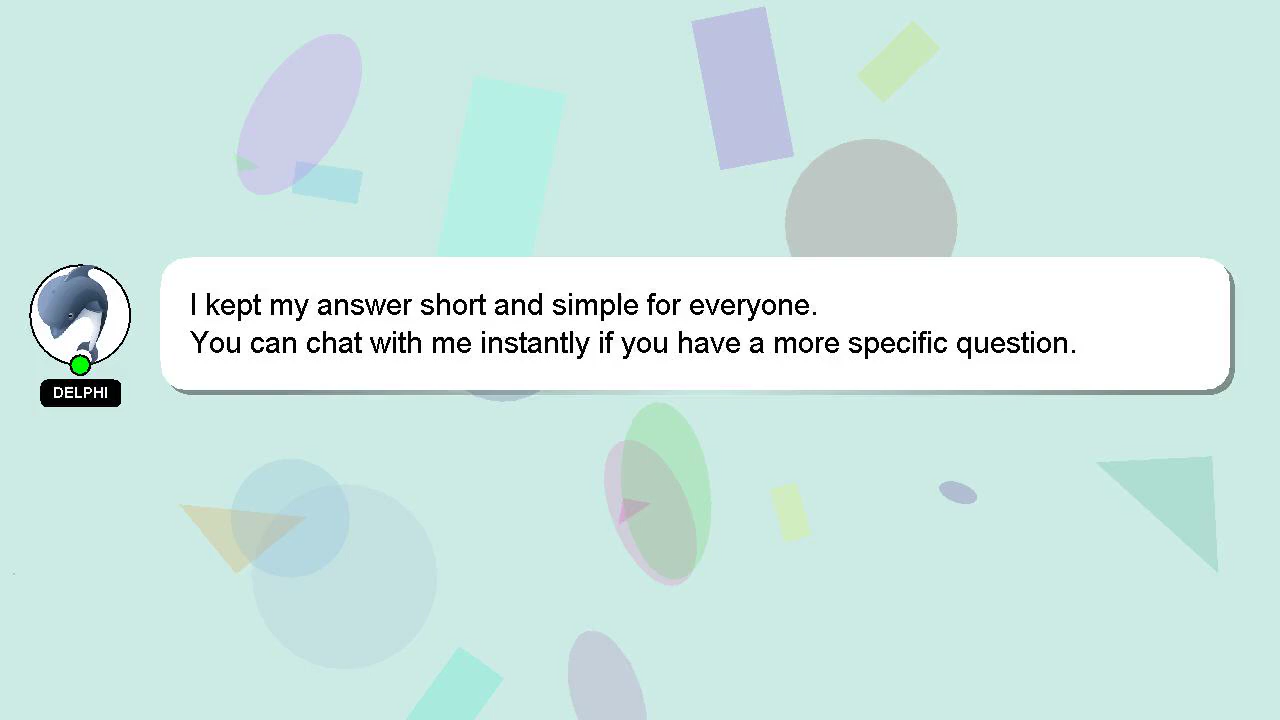 I kept my answer short and simple for everyone.
You can chat with me instantly if you have a more specific question.
DELPHI